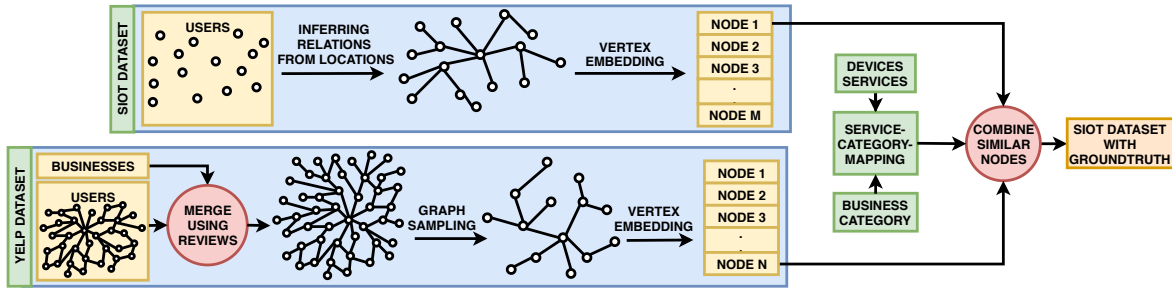 SIOT DATASET
USERS
INFERRING
RELATIONS
FROM LOCATIONS
VERTEX
EMBEDDING
NODE 1
NODE 2
NODE 3
.
.
NODE M
YELP DATASET
BUSINESSES
USERS
MERGE
USING
REVIEWS
GRAPH
SAMPLING
VERTEX
EMBEDDING
NODE 1
NODE 2
NODE 3
.
.
NODE N
DEVICES
SERVICES
SERVICE-
CATEGORY-
MAPPING
BUSINESS
CATEGORY
COMBINE
SIMILAR
NODES
SIOT DATASET
WITH
GROUNDTRUTH